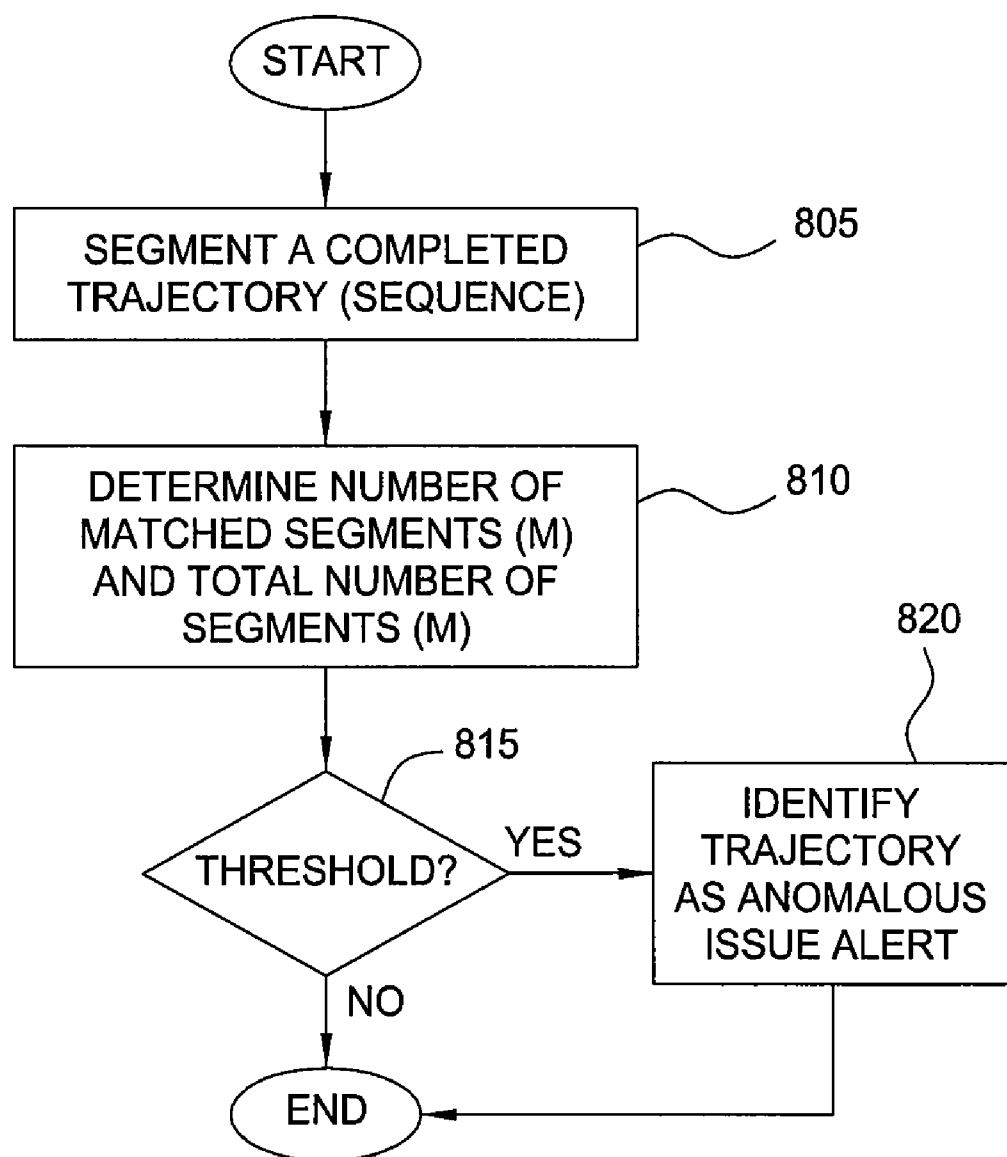 START
SEGMENT A COMPLETED
TRAJECTORY (SEQUENCE)
805
DETERMINE NUMBER OF
MATCHED SEGMENTS (M)
AND TOTAL NUMBER OF
SEGMENTS (M)
810
815
THRESHOLD?
YES
820
IDENTIFY
TRAJECTORY
AS ANOMALOUS
ISSUE ALERT
NO
END